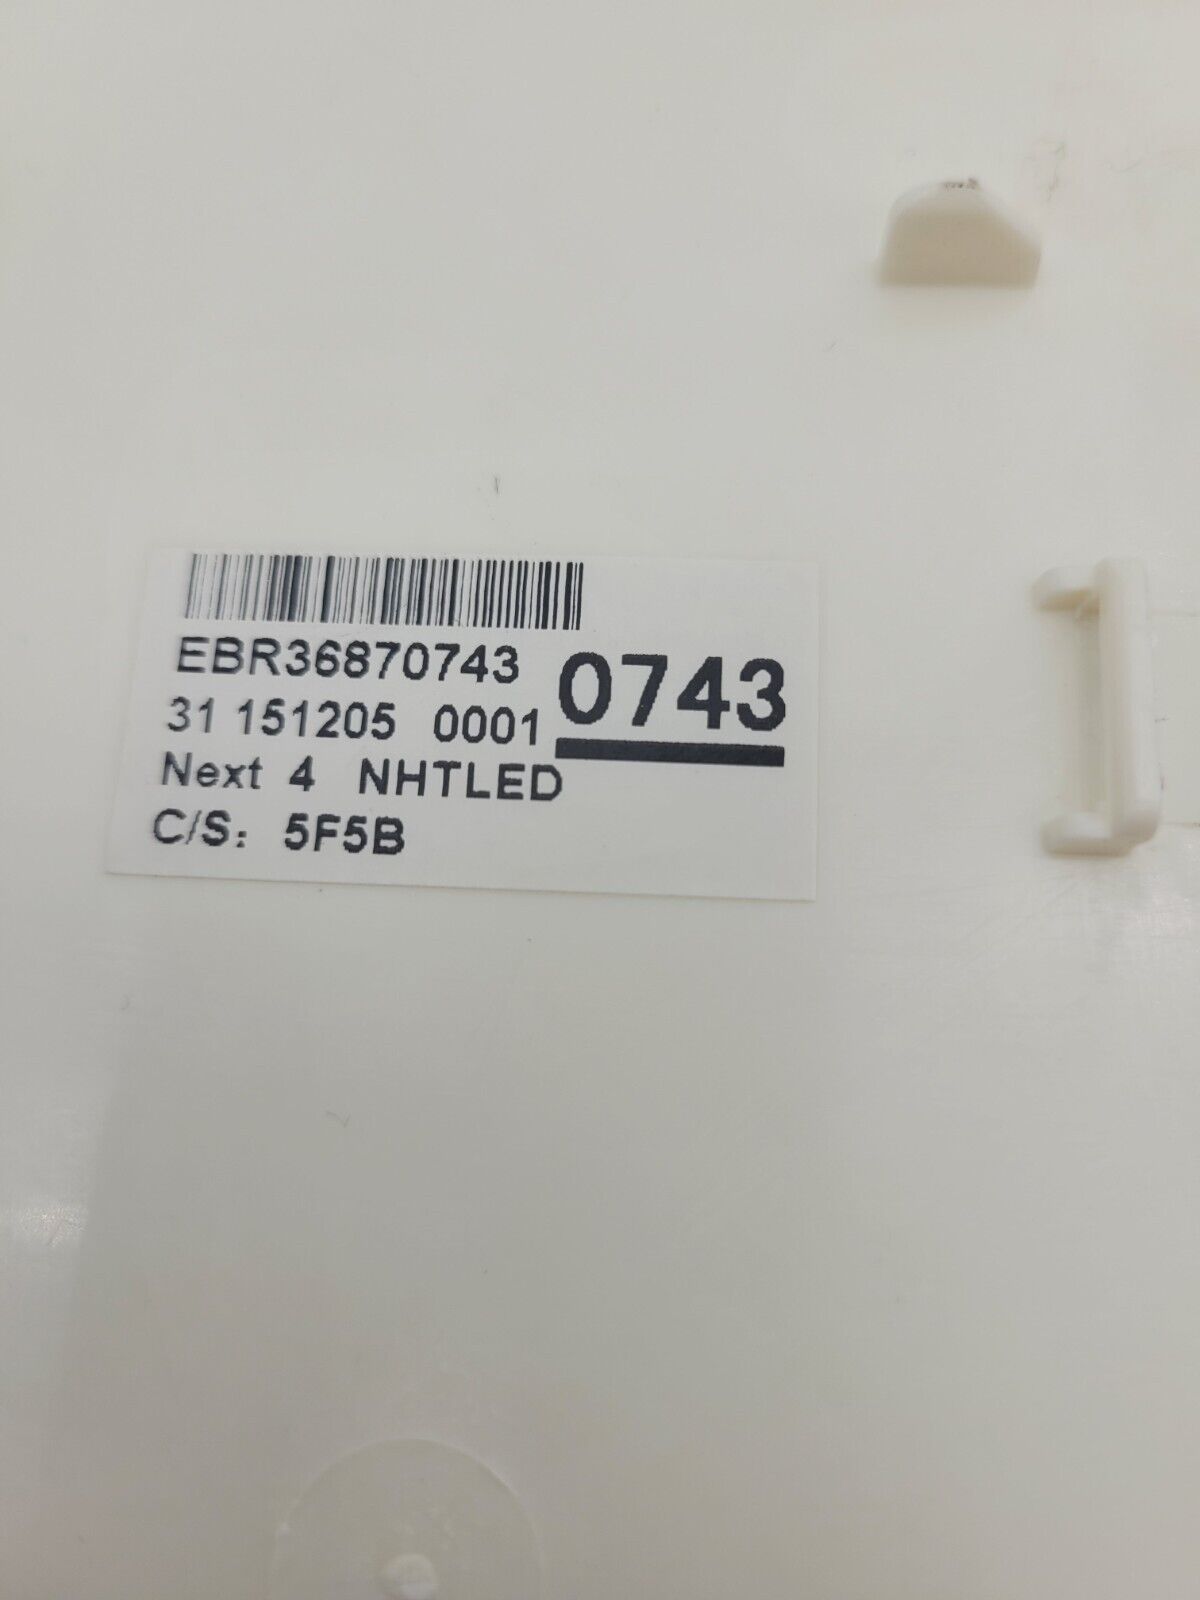 EBR36870743
0743
31 151205 0001
Next 4 NHTLED
C/S: 5F5B